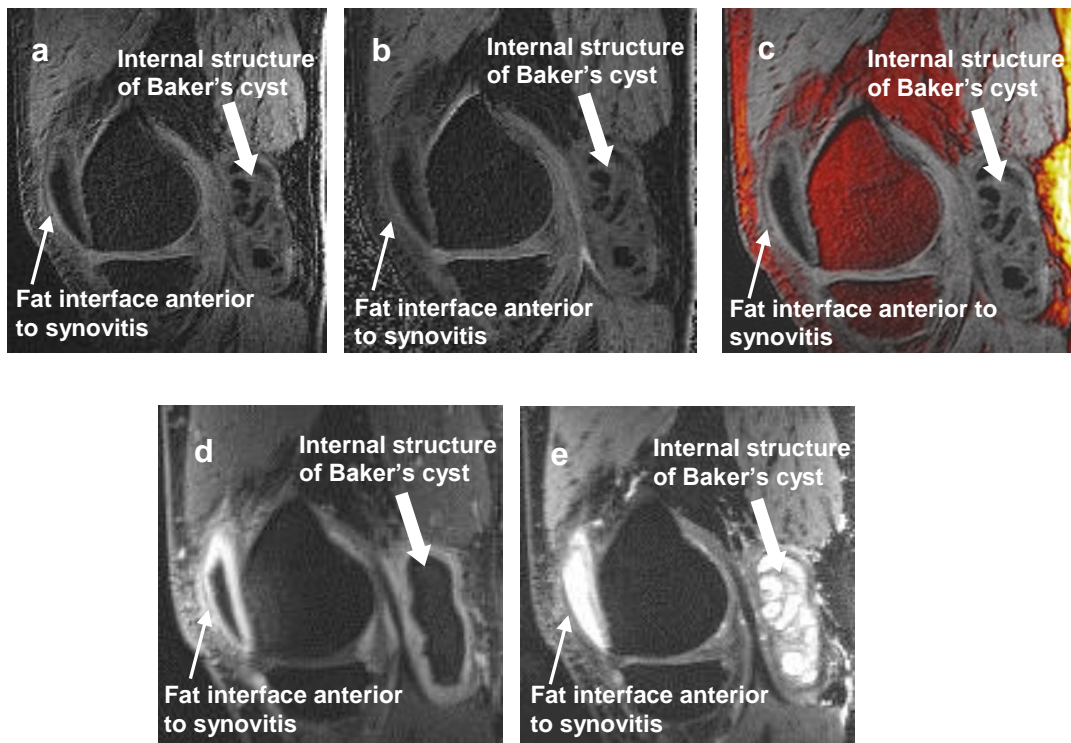 a
Internal structure
of Baker's cyst
Fat interface anterior
to synovitis
b
Internal structure
of Baker's cyst
Fat interface anterior
to synovitis
c
Internal structure
of Baker's cyst
Fat interface anterior to
synovitis
d
Internal structure
of Baker's cyst
Fat interface anterior
to synovitis
e
Internal structure
of Baker's cyst
Fat interface anterior
to synovitis